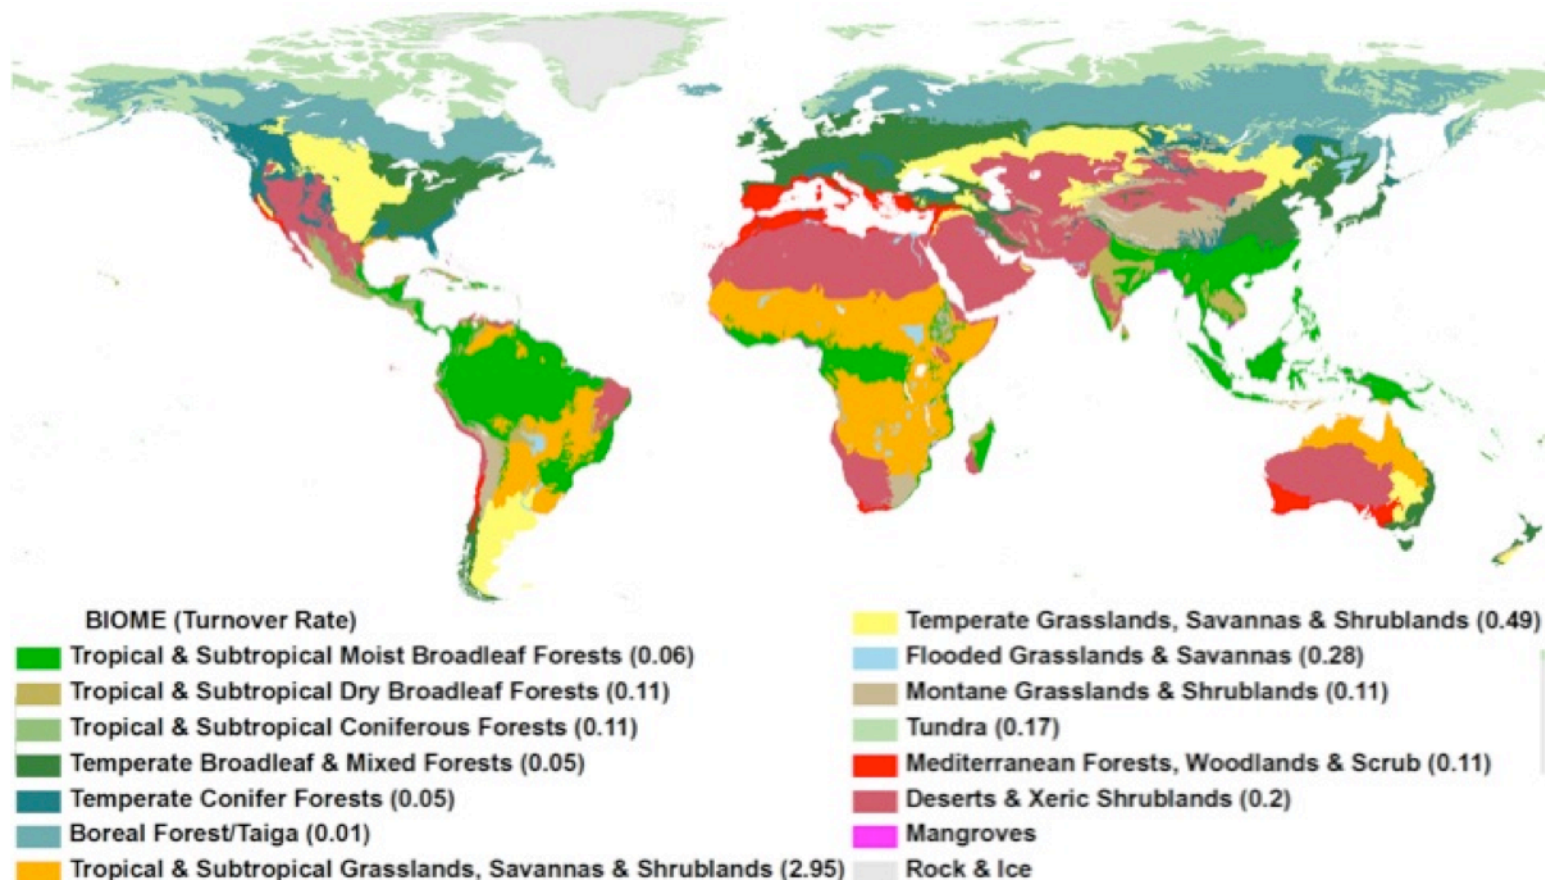 BIOME (Turnover Rate)
Tropical & Subtropical Moist Broadleaf Forests (0.06)
Tropical & Subtropical Dry Broadleaf Forests (0.11)
Tropical & Subtropical Coniferous Forests (0.11)
Temperate Broadleaf & Mixed Forests (0.05)
Temperate Conifer Forests (0.05)
Boreal Forest/Taiga (0.01)
Tropical & Subtropical Grasslands, Savannas & Shrublands (2.95)
Temperate Grasslands, Savannas & Shrublands (0.49)
Flooded Grasslands & Savannas (0.28)
Montane Grasslands & Shrublands (0.11)
Tundra (0.17)
Mediterranean Forests, Woodlands & Scrub (0.11)
Deserts & Xeric Shrublands (0.2)
Mangroves
Rock & Ice